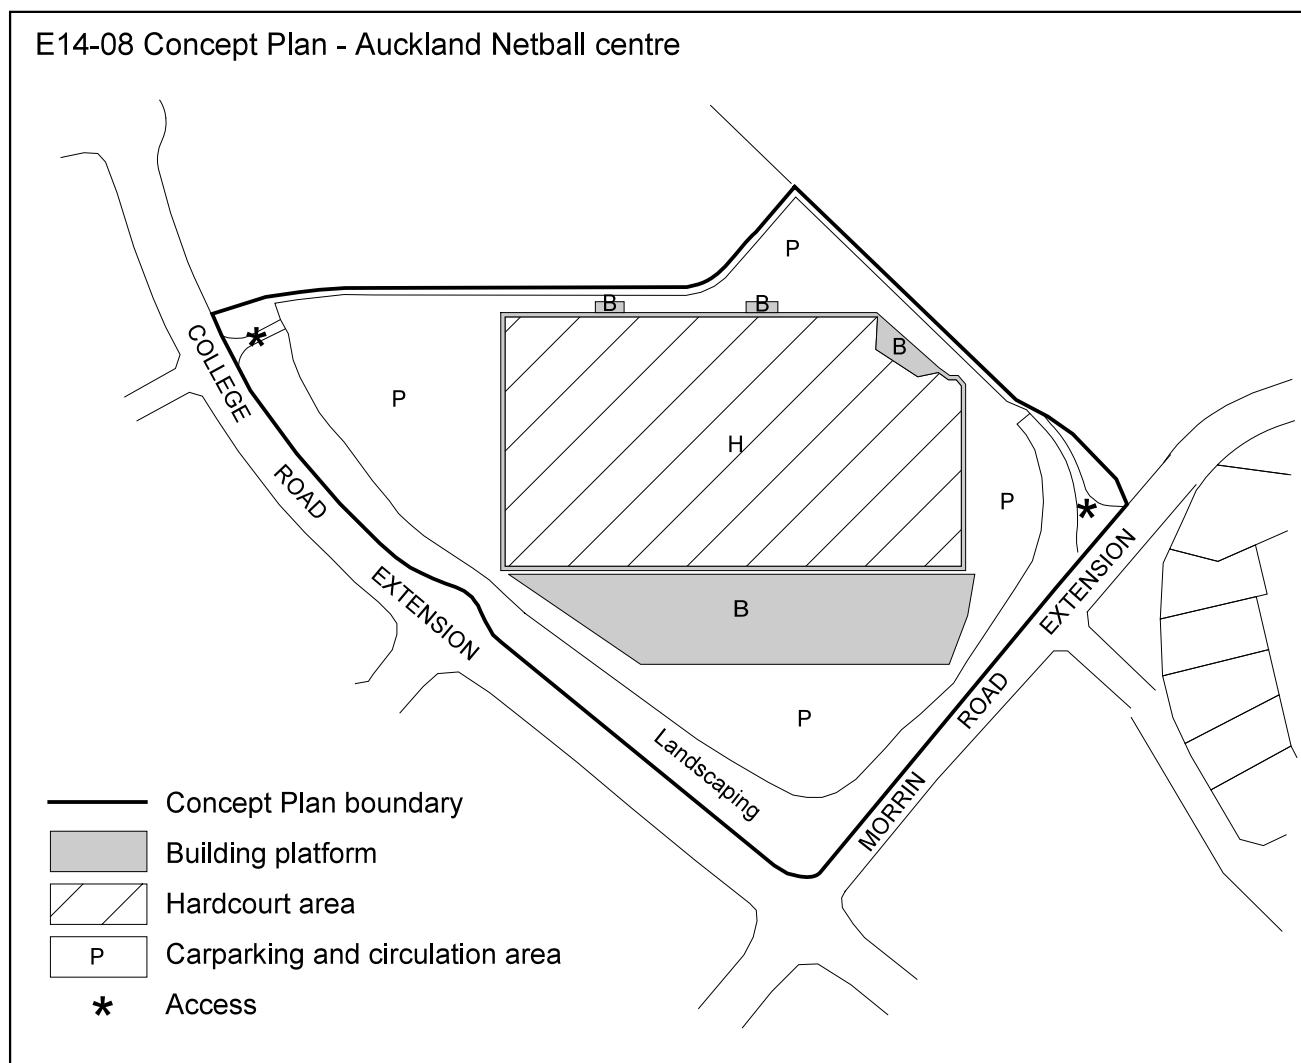 E14-08 Concept Plan - Auckland Netball centre
P
B
B
B
COLLEGE
P
H
ROAD
P
EXTENSION
EXTENSION
B
ROAD
P
Landscaping
MORRIN
Concept Plan boundary
Building platform
Hardcourt area
P
Carparking and circulation area
* Access